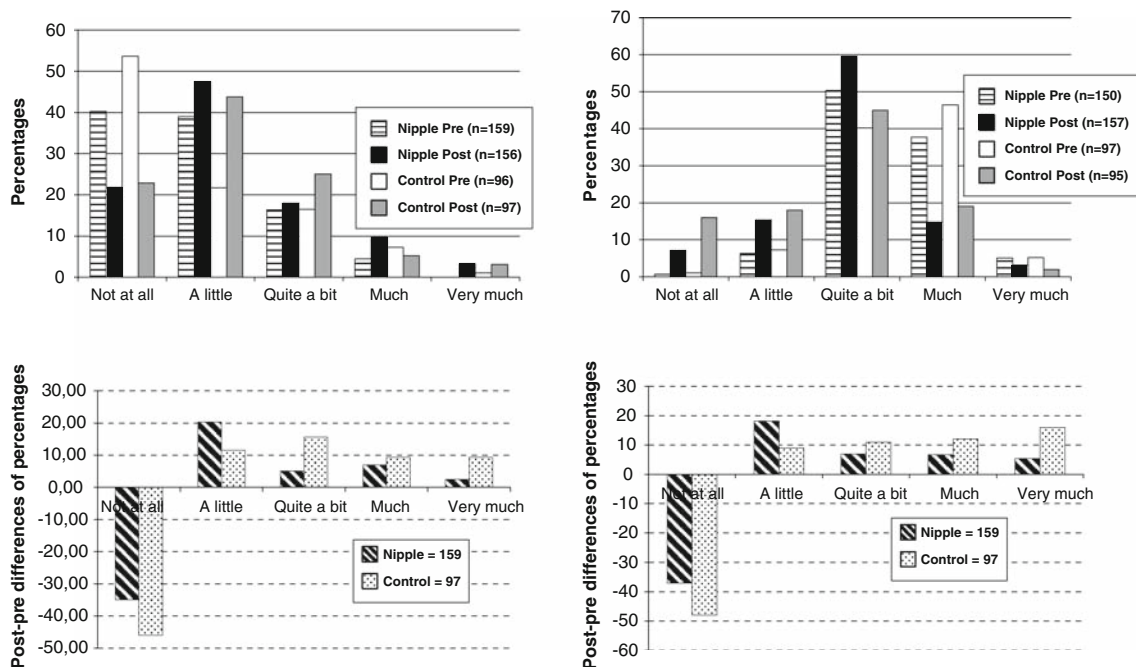 Percentages
60
50
40
30
20
10
0
Not at all A little Quite a bit Much Very much
Nipple Pre (n=159)
Nipple Post (n=156)
Control Pre (n=96)
Control Post (n=97)
Percentages
70
60
50
40
30
20
10
0
Not at all A little Quite a bit Much Very much
Nipple Pre (n=150)
Nipple Post (n=157)
Control Pre (n=97)
Control Post (n=95)
Post-pre differences of percentages
30,00
20,00
10,00
0,00
-10,00
-20,00
-30,00
-40,00
-50,00
Not at all A little Quite a bit Much Very much
Nipple = 159
Control = 97
Post-pre differences of percentages
30
20
10
0
-10
-20
-30
-40
-50
-60
Not at all A little Quite a bit Much Very much
Nipple = 159
Control = 97